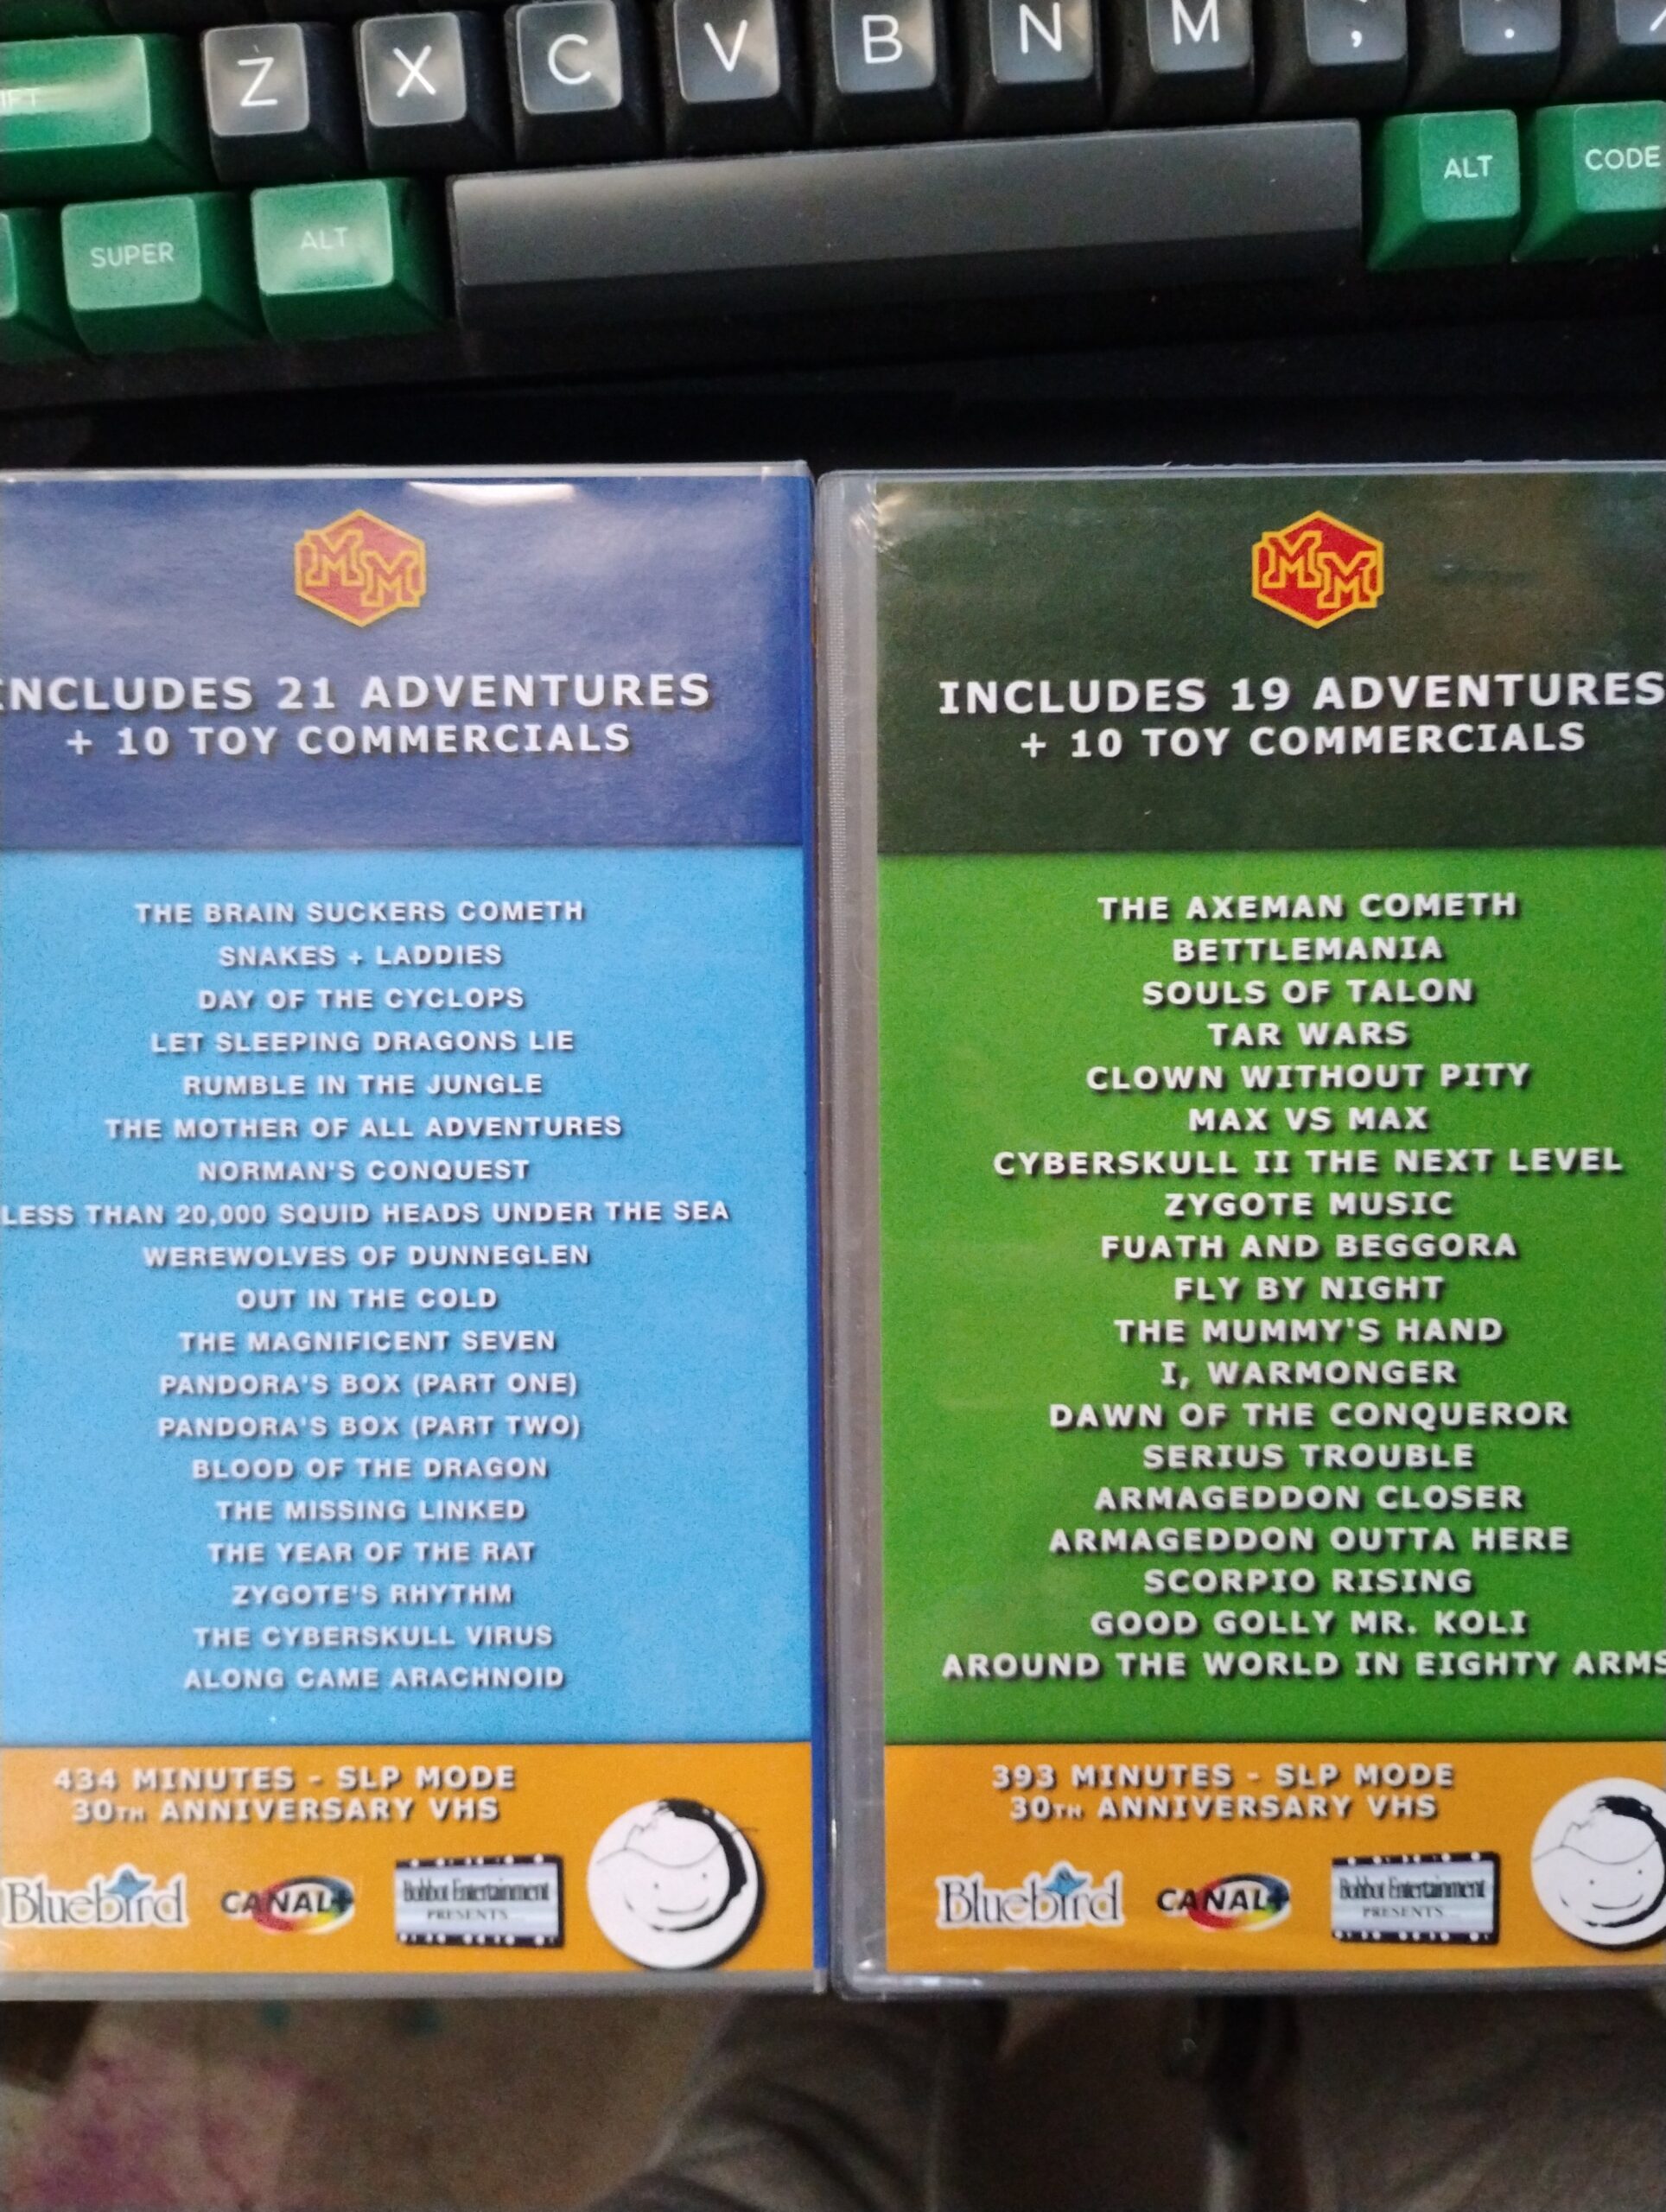 Z X C V B N M , .
SUPER ALT ALT CODE
MM
INCLUDES 21 ADVENTURES
+ 10 TOY COMMERCIALS
THE BRAIN SUCKERS COMETH
SNAKES + LADDIES
DAY OF THE CYCLOPS
LET SLEEPING DRAGONS LIE
RUMBLE IN THE JUNGLE
THE MOTHER OF ALL ADVENTURES
NORMAN'S CONQUEST
LESS THAN 20,000 SQUID HEADS UNDER THE SEA
WEREWOLVES OF DUNNEGLEN
OUT IN THE COLD
THE MAGNIFICENT SEVEN
PANDORA'S BOX (PART ONE)
PANDORA'S BOX (PART TWO)
BLOOD OF THE DRAGON
THE MISSING LINKED
THE YEAR OF THE RAT
ZYGOTE'S RHYTHM
THE CYBERSKULL VIRUS
ALONG CAME ARACHNOID
434 MINUTES - SLP MODE
30TH ANNIVERSARY VHS
Bluebird CANAL+ Bohbot Entertainment
PRESENTS
MM
INCLUDES 19 ADVENTURES
+ 10 TOY COMMERCIALS
THE AXEMAN COMETH
BETTLEMANIA
SOULS OF TALON
TAR WARS
CLOWN WITHOUT PITY
MAX VS MAX
CYBERSKULL II THE NEXT LEVEL
ZYGOTE MUSIC
FUATH AND BEGGORA
FLY BY NIGHT
THE MUMMY'S HAND
I, WARMONGER
DAWN OF THE CONQUEROR
SERIUS TROUBLE
ARMAGEDDON CLOSER
ARMAGEDDON OUTTA HERE
SCORPIO RISING
GOOD GOLLY MR. KOLI
AROUND THE WORLD IN EIGHTY ARMS
393 MINUTES - SLP MODE
30TH ANNIVERSARY VHS
Bluebird CANAL+ Bohbot Entertainment
PRESENTS